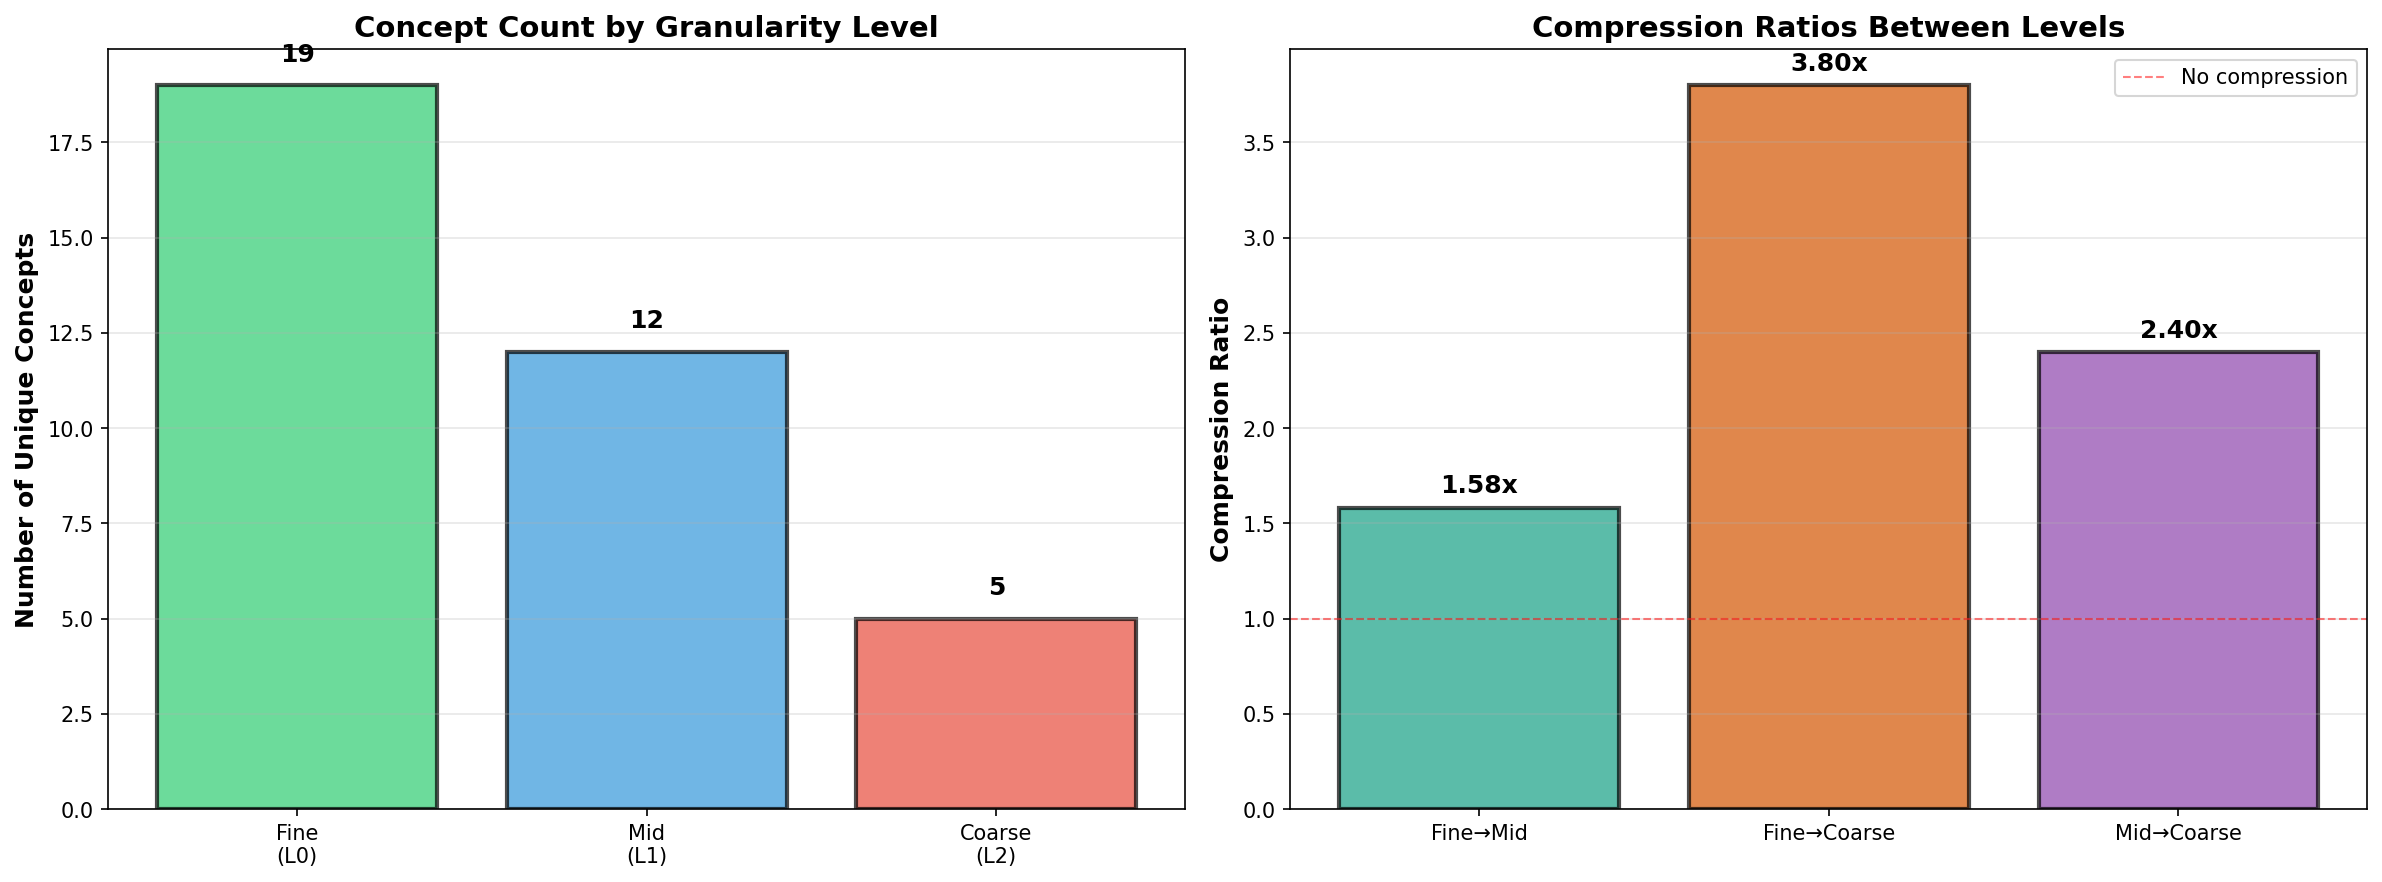 Concept Count by Granularity Level
Number of Unique Concepts
17.5
15.0
12.5
10.0
7.5
5.0
2.5
0.0
19
12
5
Fine
(L0)
Mid
(L1)
Coarse
(L2)
Compression Ratios Between Levels
Compression Ratio
3.5
3.0
2.5
2.0
1.5
1.0
0.5
0.0
No compression
1.58x
3.80x
2.40x
Fine→Mid
Fine→Coarse
Mid→Coarse